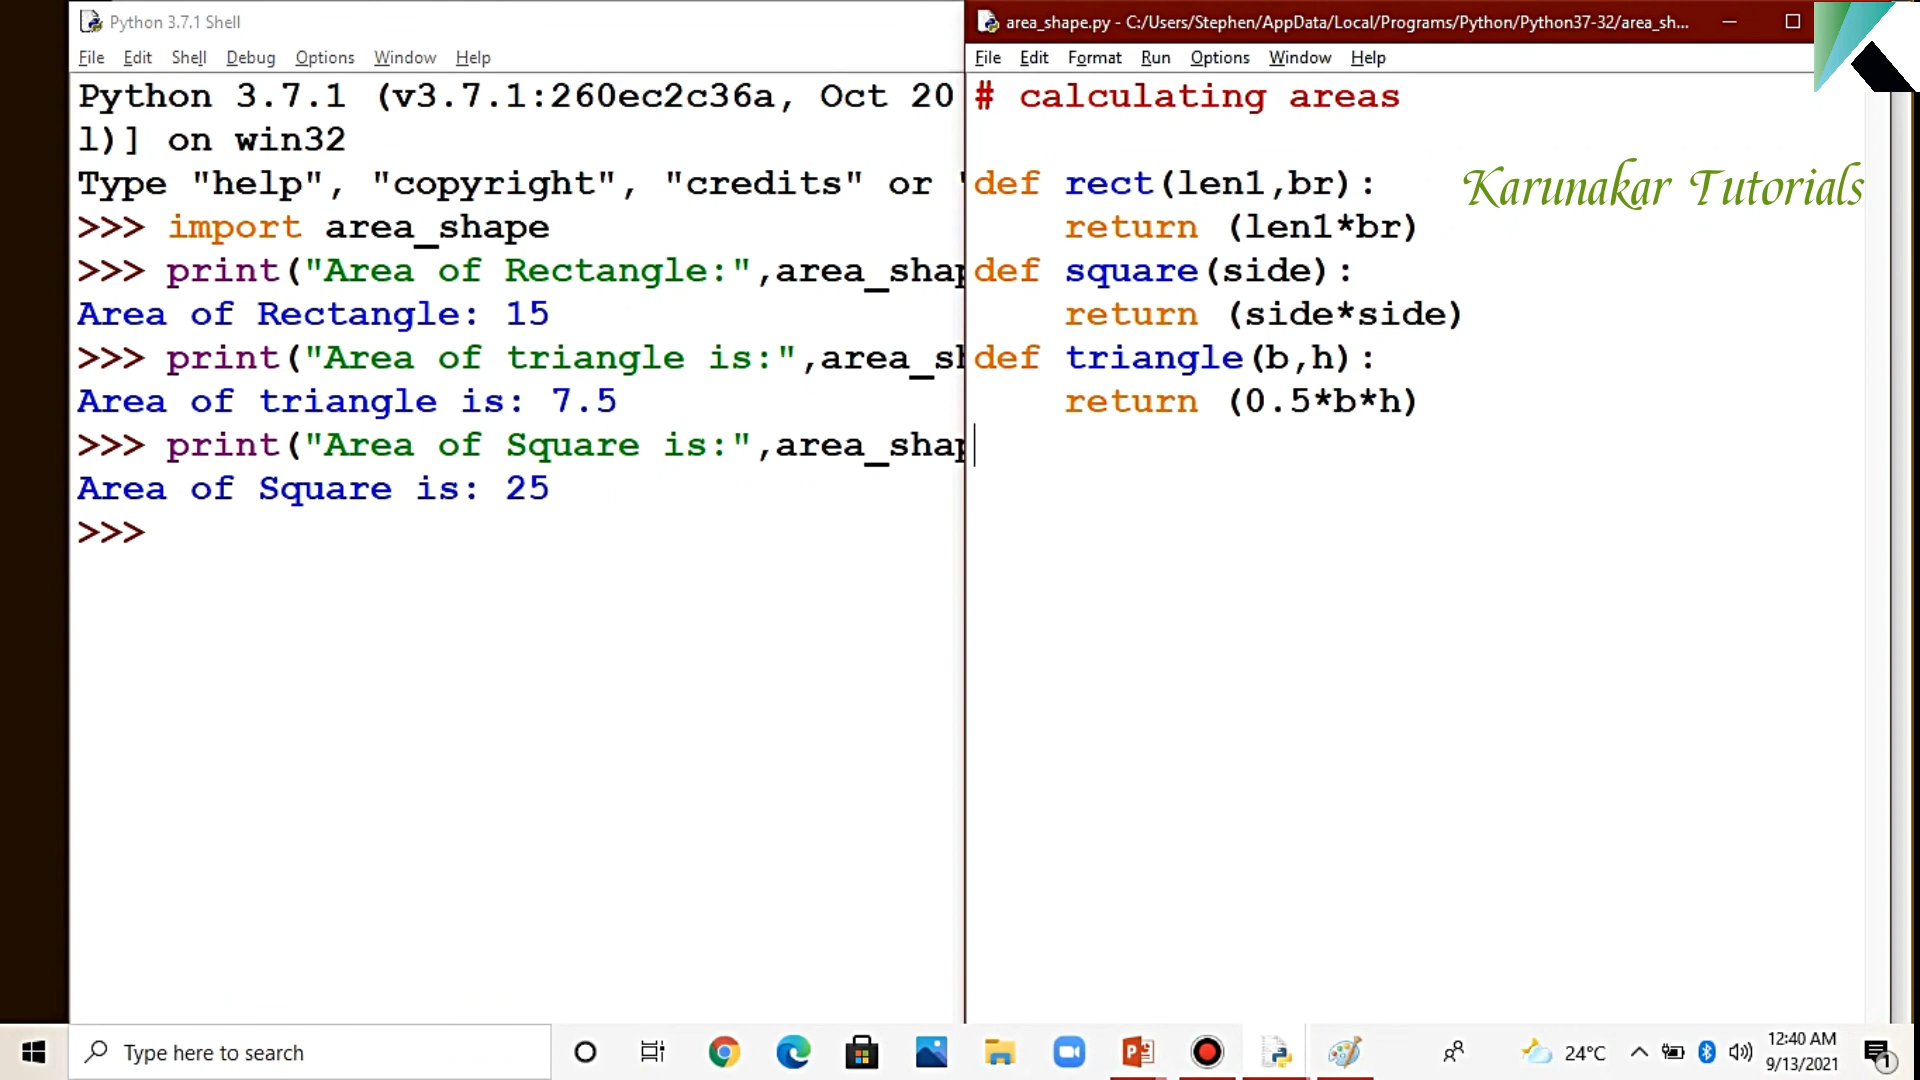 Python 3.7.1 Shell
File Edit Shell Debug Options Window Help
Python 3.7.1 (v3.7.1:260ec2c36a, Oct 20
l)] on win32
Type "help", "copyright", "credits" or "
>>> import area_shape
>>> print("Area of Rectangle:",area_shap
Area of Rectangle: 15
>>> print("Area of triangle is:",area_sh
Area of triangle is: 7.5
>>> print("Area of Square is:",area_shap
Area of Square is: 25
>>>
area_shape.py - C:/Users/Stephen/AppData/Local/Programs/Python/Python37-32/area_sh...
File Edit Format Run Options Window Help
# calculating areas
def rect(len1,br):
return (len1*br)
def square(side):
return (side*side)
def triangle(b,h):
return (0.5*b*h)
Karunakar Tutorials
Type here to search
24°C
12:40 AM
9/13/2021
1